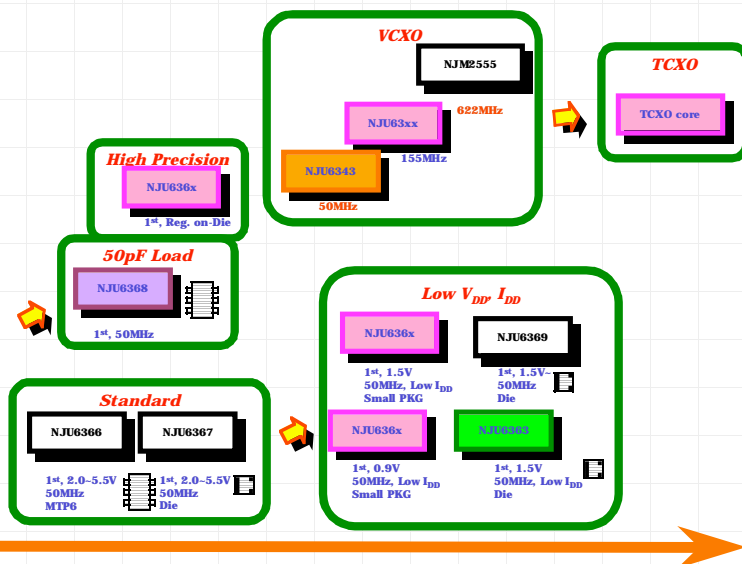 VCXO
NJM2555
622MHz
NJU63xx
155MHz
NJU6343
50MHz
TCXO
TCXO core
High Precision
NJU636x
1st, Reg. on-Die
50pF Load
NJU6368
1st, 50MHz
Low VDD, IDD
NJU636x
1st, 1.5V
50MHz, Low IDD
Small PKG
NJU6369
1st, 1.5V~
50MHz
Die
NJU636x
1st, 0.9V
50MHz, Low IDD
Small PKG
NJU6363
1st, 1.5V
50MHz, Low IDD
Die
Standard
NJU6366
1st, 2.0~5.5V
50MHz
MTP6
NJU6367
1st, 2.0~5.5V
50MHz
Die